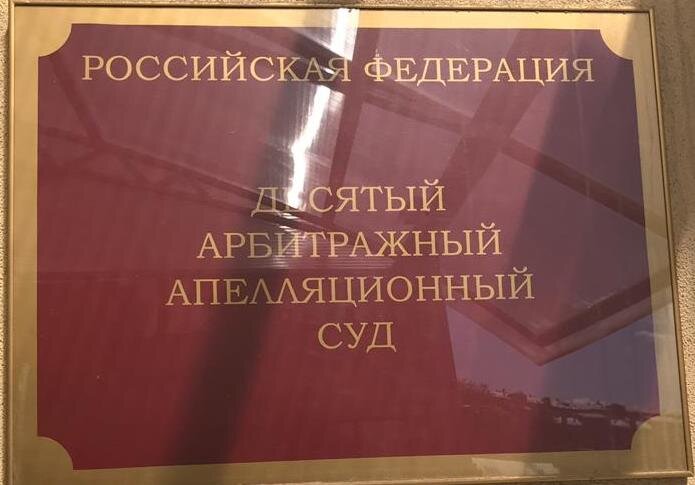 РОССИЙСКАЯ ФЕДЕРАЦИЯ
ДЕСЯТЫЙ
АРБИТРАЖНЫЙ
АПЕЛЛЯЦИОННЫЙ
СУД